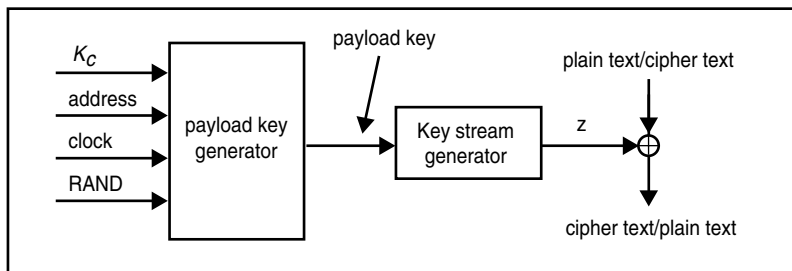 K_C
address
clock
RAND
payload key
generator
payload key
Key stream
generator
z
plain text/cipher text
cipher text/plain text